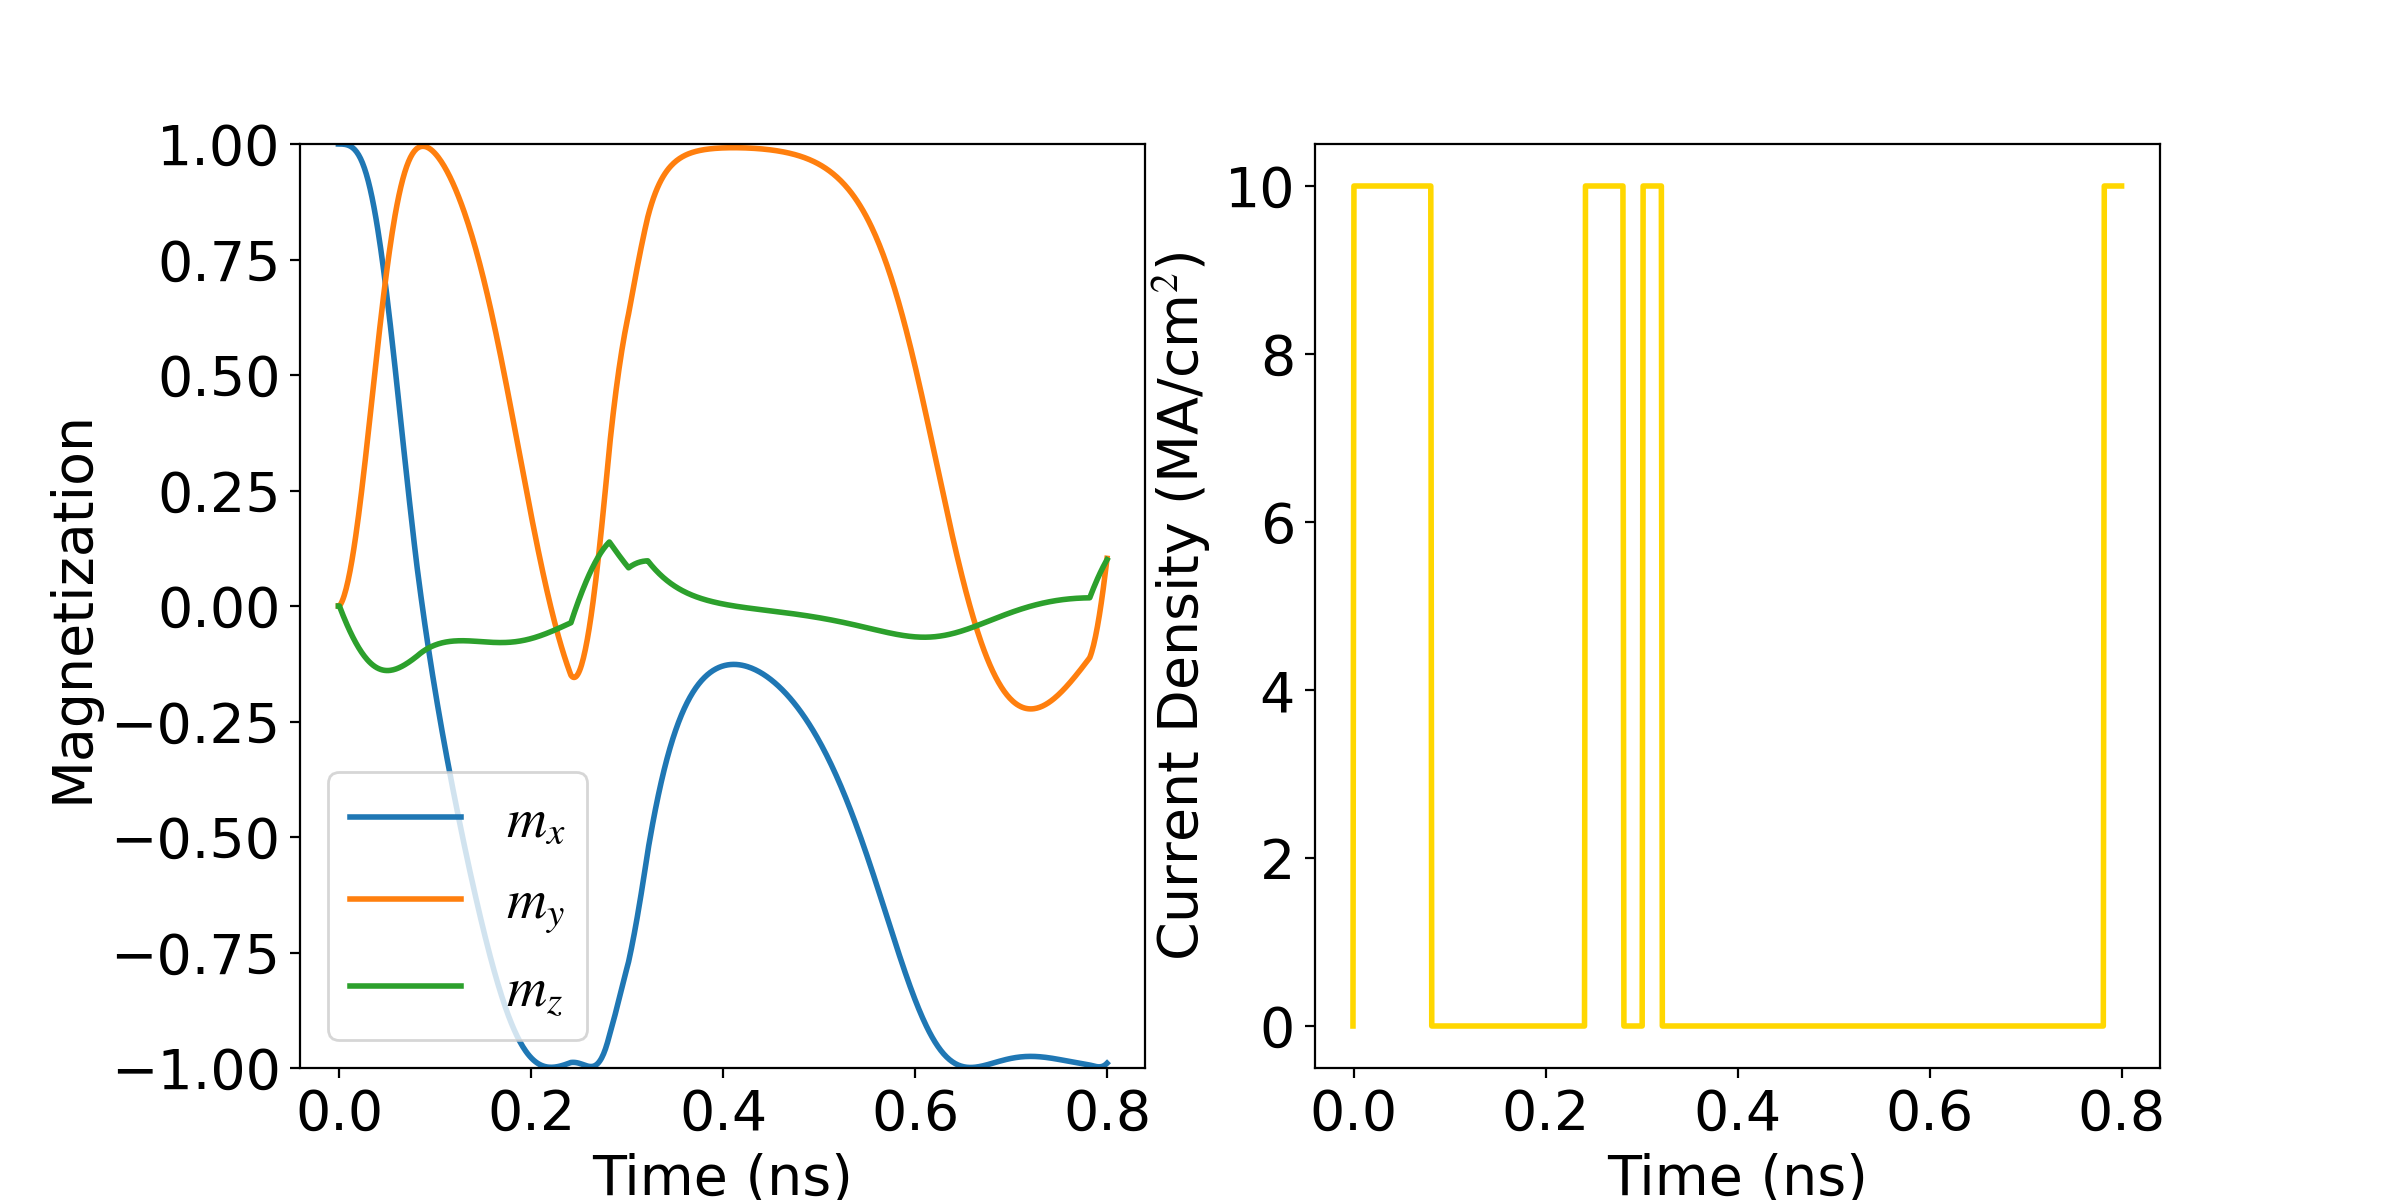 1.00
0.75
0.50
0.25
0.00
−0.25
−0.50
−0.75
−1.00
Magnetization
m_x
m_y
m_z
0.0 0.2 0.4 0.6 0.8
Time (ns)
10
8
6
4
2
0
Current Density (MA/cm²)
0.0 0.2 0.4 0.6 0.8
Time (ns)